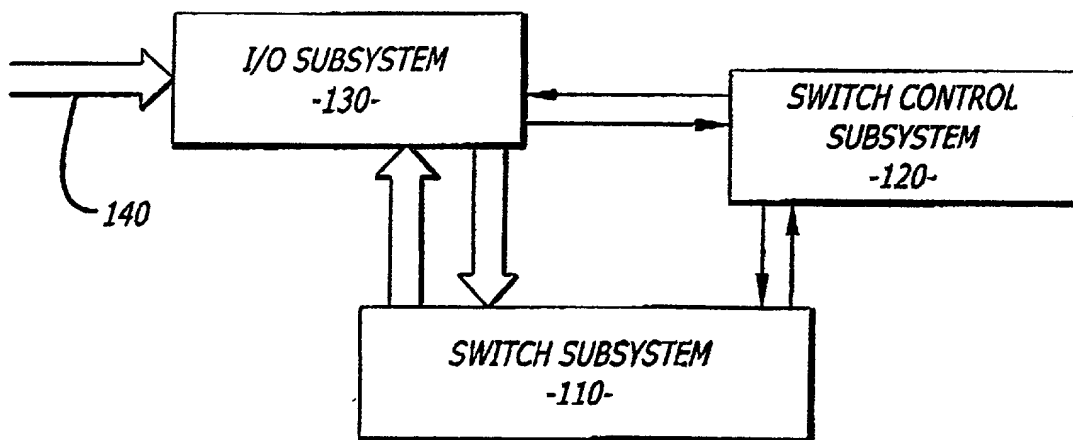 I/O SUBSYSTEM
-130-
SWITCH CONTROL
SUBSYSTEM
-120-
140
SWITCH SUBSYSTEM
-110-